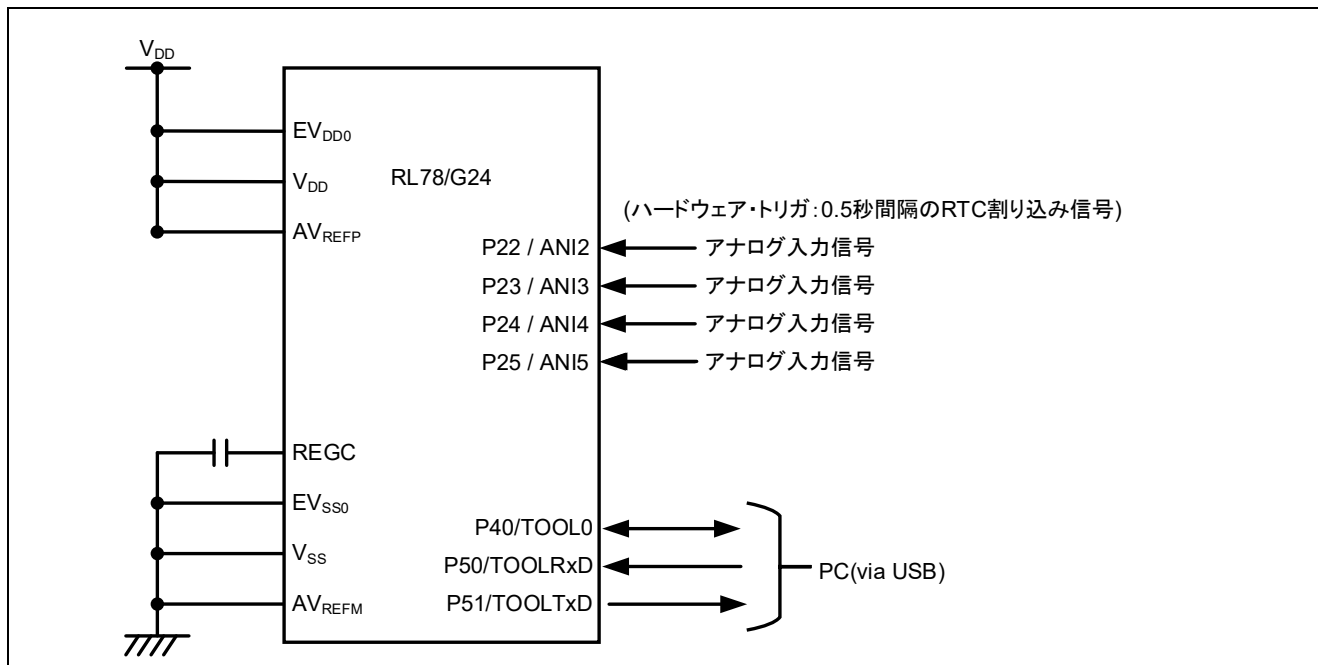 VDD
EVDD0
VDD
RL78/G24
AVREFP
(ハードウェア・トリガ:0.5秒間隔のRTC割り込み信号)
P22 / ANI2 アナログ入力信号
P23 / ANI3 アナログ入力信号
P24 / ANI4 アナログ入力信号
P25 / ANI5 アナログ入力信号
REGC
EVSS0
VSS
AVREFM
P40/TOOL0
P50/TOOLRxD
P51/TOOLTxD
PC(via USB)